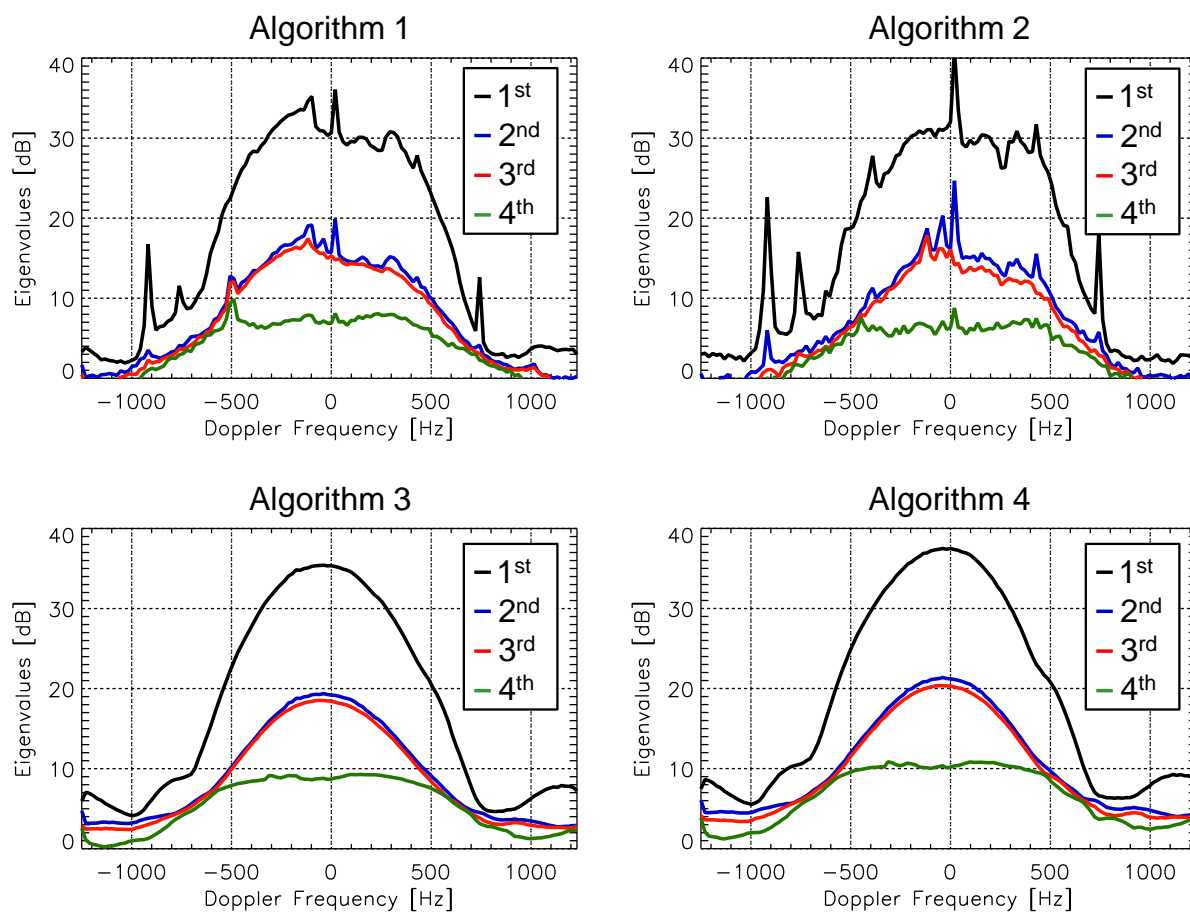 Algorithm 1
40
30
20
10
0
Eigenvalues [dB]
1st
2nd
3rd
4th
-1000
-500
0
500
1000
Doppler Frequency [Hz]
Algorithm 2
40
30
20
10
0
Eigenvalues [dB]
1st
2nd
3rd
4th
-1000
-500
0
500
1000
Doppler Frequency [Hz]
Algorithm 3
40
30
20
10
0
Eigenvalues [dB]
1st
2nd
3rd
4th
-1000
-500
0
500
1000
Doppler Frequency [Hz]
Algorithm 4
40
30
20
10
0
Eigenvalues [dB]
1st
2nd
3rd
4th
-1000
-500
0
500
1000
Doppler Frequency [Hz]